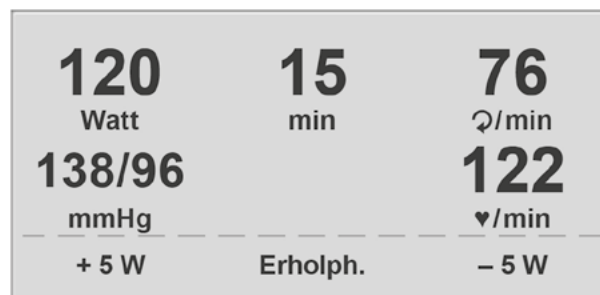 120 15 76
Watt min ⟳/min
138/96 122
mmHg ♥/min
+ 5 W Erholph. – 5 W